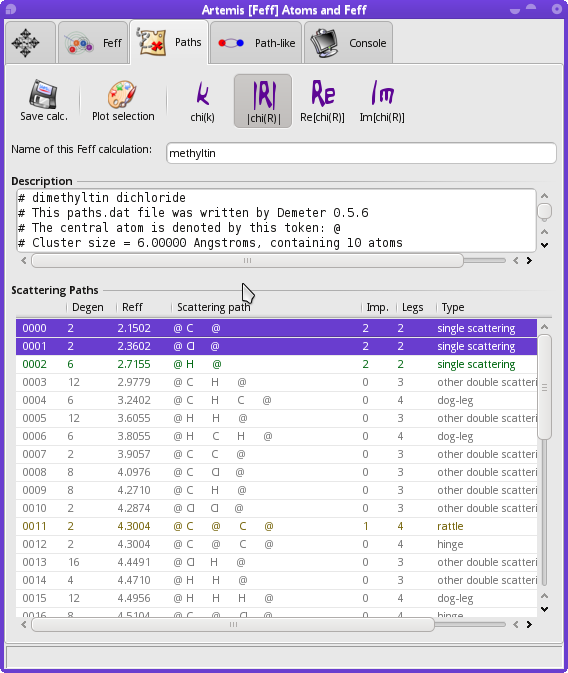 Artemis [Feff] Atoms and Feff
Feff Paths Path-like Console
Save calc. Plot selection chi(k) |chi(R)| Re[chi(R)] Im[chi(R)]
k |R| Re Im
Name of this Feff calculation: methyltin
Description
# dimethyltin dichloride
# This paths.dat file was written by Demeter 0.5.6
# The central atom is denoted by this token: @
# Cluster size = 6.00000 Angstroms, containing 10 atoms
Scattering Paths
Degen Reff Scattering path Imp. Legs Type
0000 2 2.1502 @ C @ 2 2 single scattering
0001 2 2.3602 @ Cl @ 2 2 single scattering
0002 6 2.7155 @ H @ 2 2 single scattering
0003 12 2.9779 @ C H @ 0 3 other double scatteri
0004 6 3.2402 @ C H C @ 0 4 dog-leg
0005 12 3.6055 @ H H @ 0 3 other double scatteri
0006 6 3.8055 @ H C H @ 0 4 dog-leg
0007 2 3.9057 @ C C @ 0 3 other double scatteri
0008 8 4.0976 @ C Cl @ 0 3 other double scatteri
0009 8 4.2710 @ C H @ 0 3 other double scatteri
0010 2 4.2874 @ Cl Cl @ 0 3 other double scatteri
0011 2 4.3004 @ C @ C @ 1 4 rattle
0012 2 4.3004 @ C @ C @ 0 4 hinge
0013 16 4.4491 @ Cl H @ 0 3 other double scatteri
0014 4 4.4710 @ H H @ 0 3 other double scatteri
0015 12 4.4956 @ H H H @ 0 4 dog-leg
0016 8 4.5104 @ C @ Cl @ 0 4 hinge